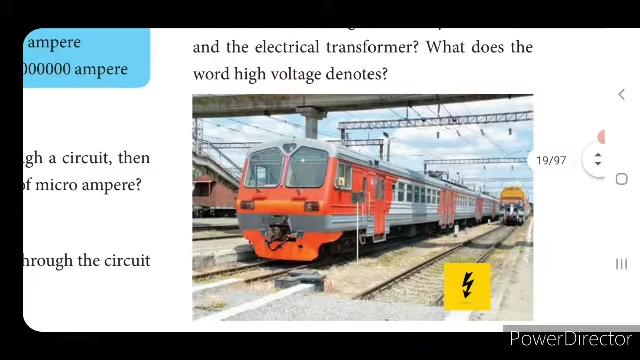 ampere
000000 ampere
gh a circuit, then
of micro ampere?
hrough the circuit
and the electrical transformer? What does the
word high voltage denotes?
19/97
PowerDirector